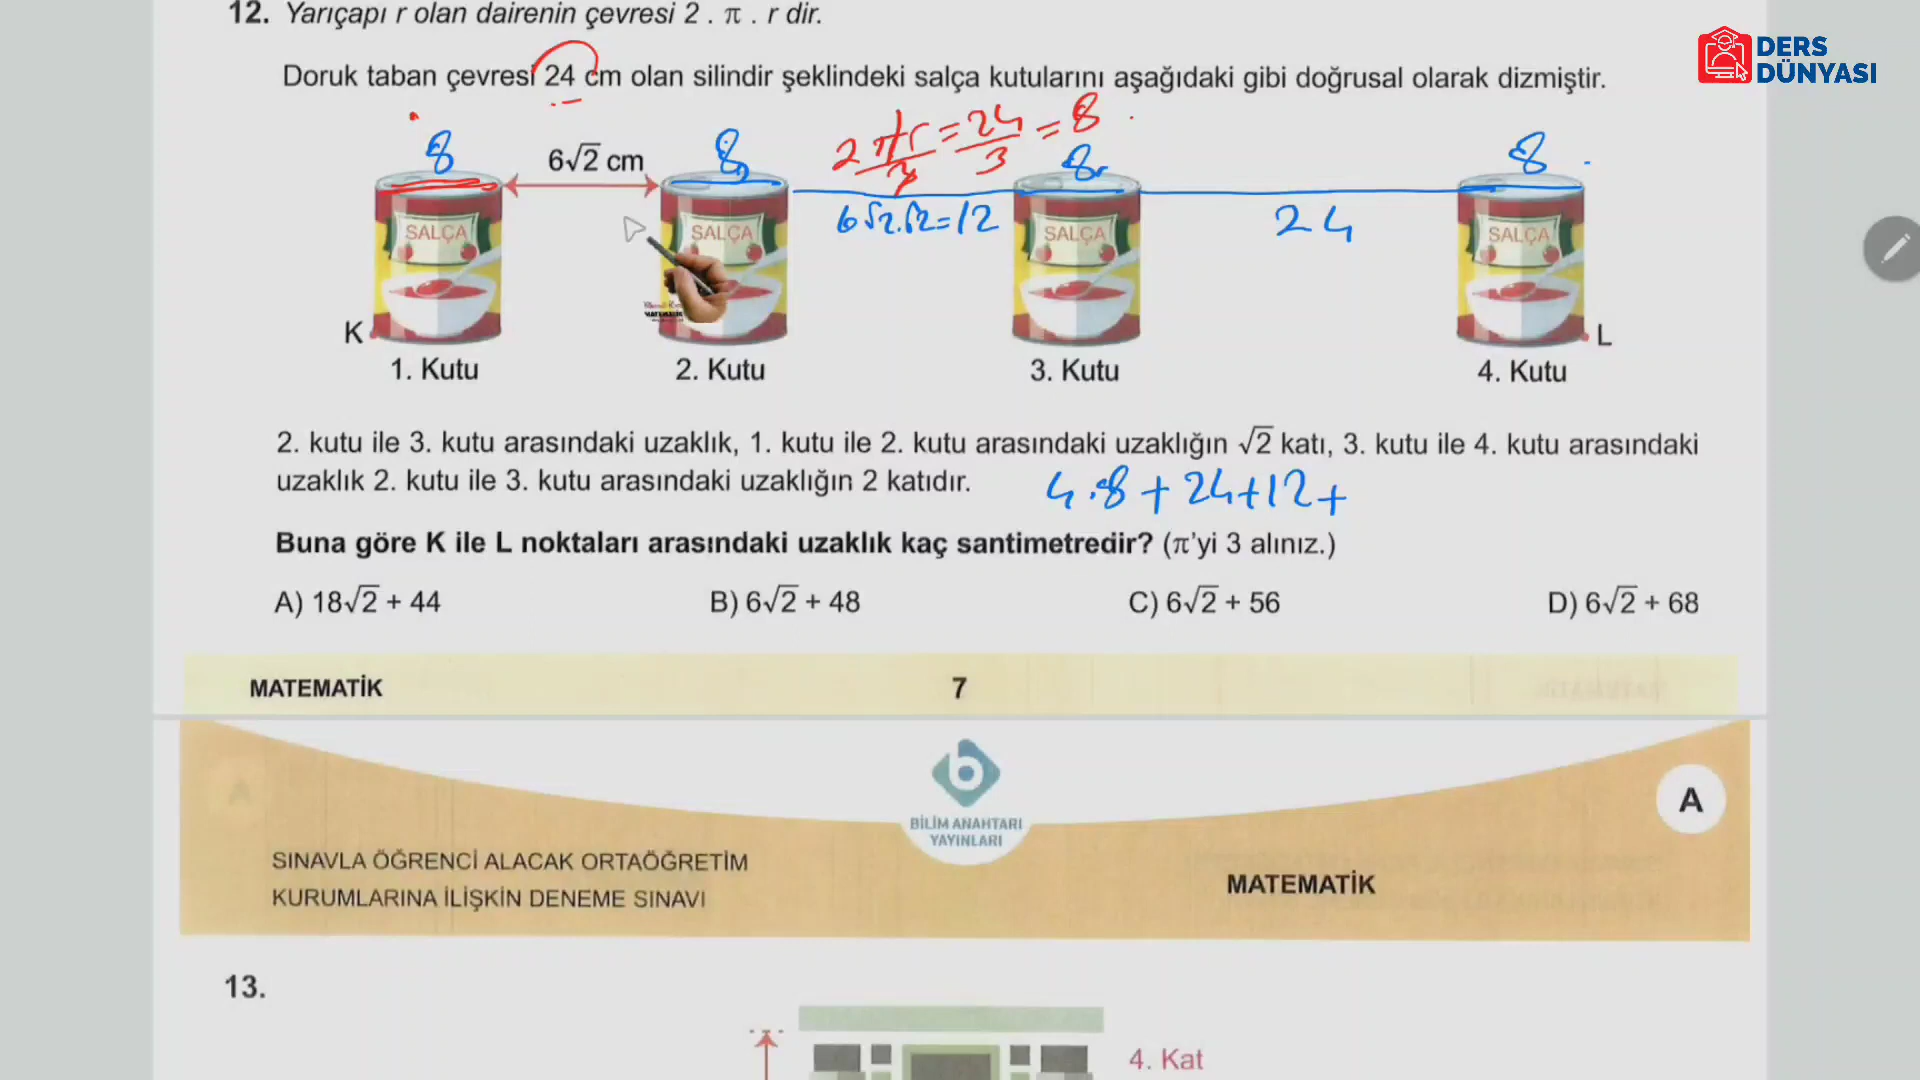 12. Yarıçapı r olan dairenin çevresi 2 . π . r dir.
DERS
DÜNYASI
Doruk taban çevresi 24 cm olan silindir şeklindeki salça kutularını aşağıdaki gibi doğrusal olarak dizmiştir.
2πr/3 = 24/3 = 8
8 6√2 cm 8 8 8
6√2.√2=12 24
SALÇA SALÇA SALÇA SALÇA
MATEMATİK
K L
1. Kutu 2. Kutu 3. Kutu 4. Kutu
2. kutu ile 3. kutu arasındaki uzaklık, 1. kutu ile 2. kutu arasındaki uzaklığın √2 katı, 3. kutu ile 4. kutu arasındaki
uzaklık 2. kutu ile 3. kutu arasındaki uzaklığın 2 katıdır.
4.8+24+12+
Buna göre K ile L noktaları arasındaki uzaklık kaç santimetredir? (π'yi 3 alınız.)
A) 18√2 + 44 B) 6√2 + 48 C) 6√2 + 56 D) 6√2 + 68
MATEMATİK 7
A
BİLİM ANAHTARI
YAYINLARI
SINAVLA ÖĞRENCİ ALACAK ORTAÖĞRETİM
KURUMLARINA İLİŞKİN DENEME SINAVI
MATEMATİK
13.
4. Kat